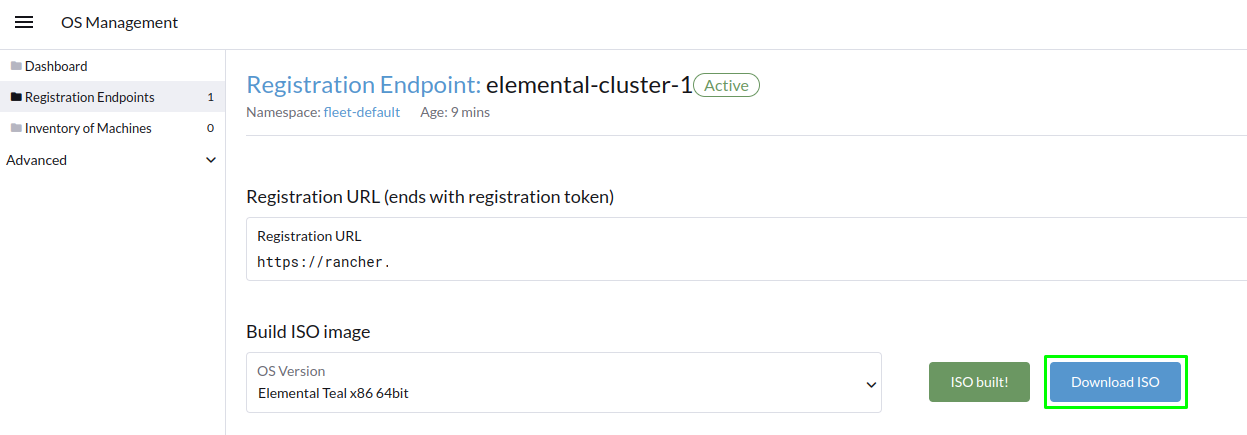 OS Management
Dashboard
Registration Endpoints 1
Inventory of Machines 0
Advanced
Registration Endpoint: elemental-cluster-1 Active
Namespace: fleet-default Age: 9 mins
Registration URL (ends with registration token)
Registration URL
https://rancher.
Build ISO image
OS Version
Elemental Teal x86 64bit
ISO built!
Download ISO